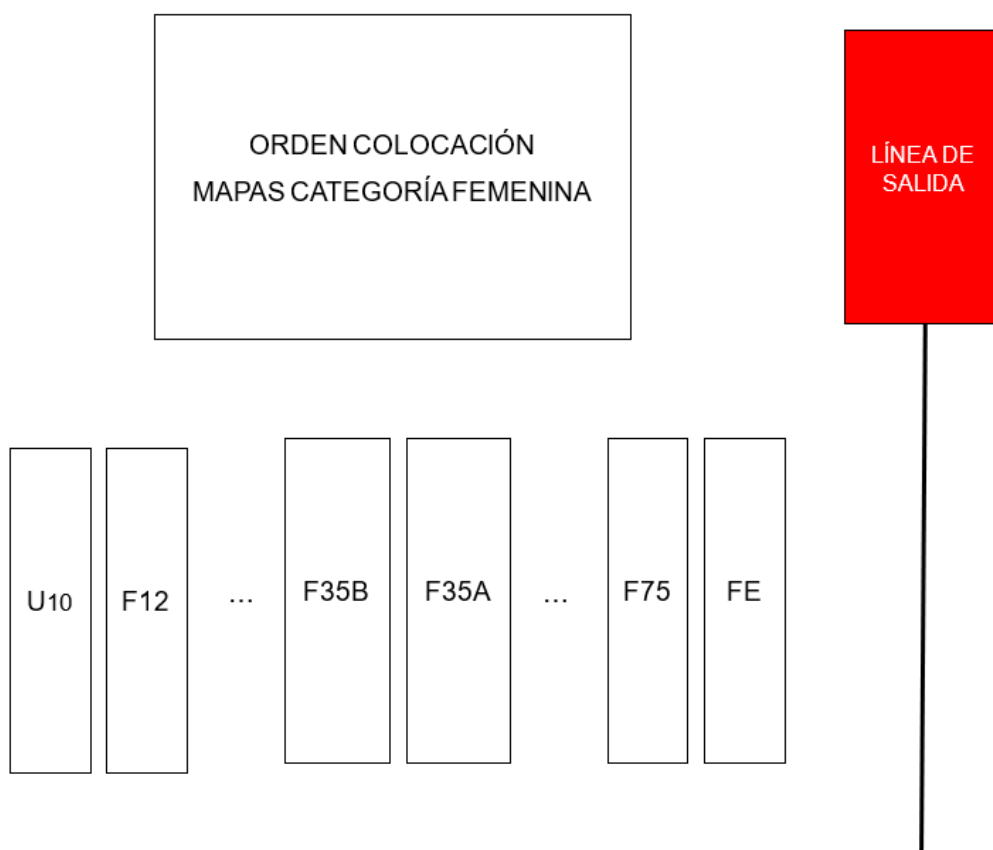 ORDEN COLOCACIÓN
MAPAS CATEGORÍA FEMENINA
LÍNEA DE
SALIDA
U10
F12
...
F35B
F35A
...
F75
FE